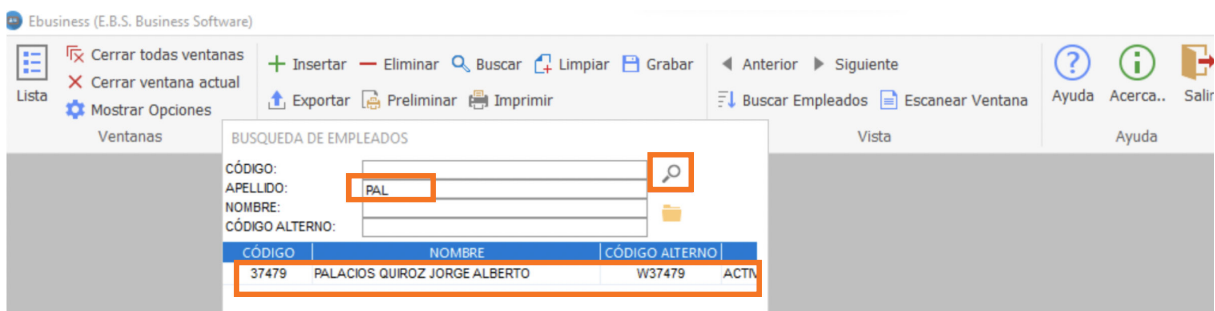 Ebusiness (E.B.S. Business Software)
Cerrar todas ventanas
Cerrar ventana actual
Mostrar Opciones
Lista
Ventanas
Insertar Eliminar Buscar Limpiar Grabar
Exportar Preliminar Imprimir
Anterior Siguiente
Buscar Empleados Escanear Ventana
Vista
Ayuda Acerca.. Salir
Ayuda
BUSQUEDA DE EMPLEADOS
CÓDIGO:
APELLIDO: PAL
NOMBRE:
CÓDIGO ALTERNO:
CÓDIGO NOMBRE CÓDIGO ALTERNO
37479 PALACIOS QUIROZ JORGE ALBERTO W37479 ACTIV